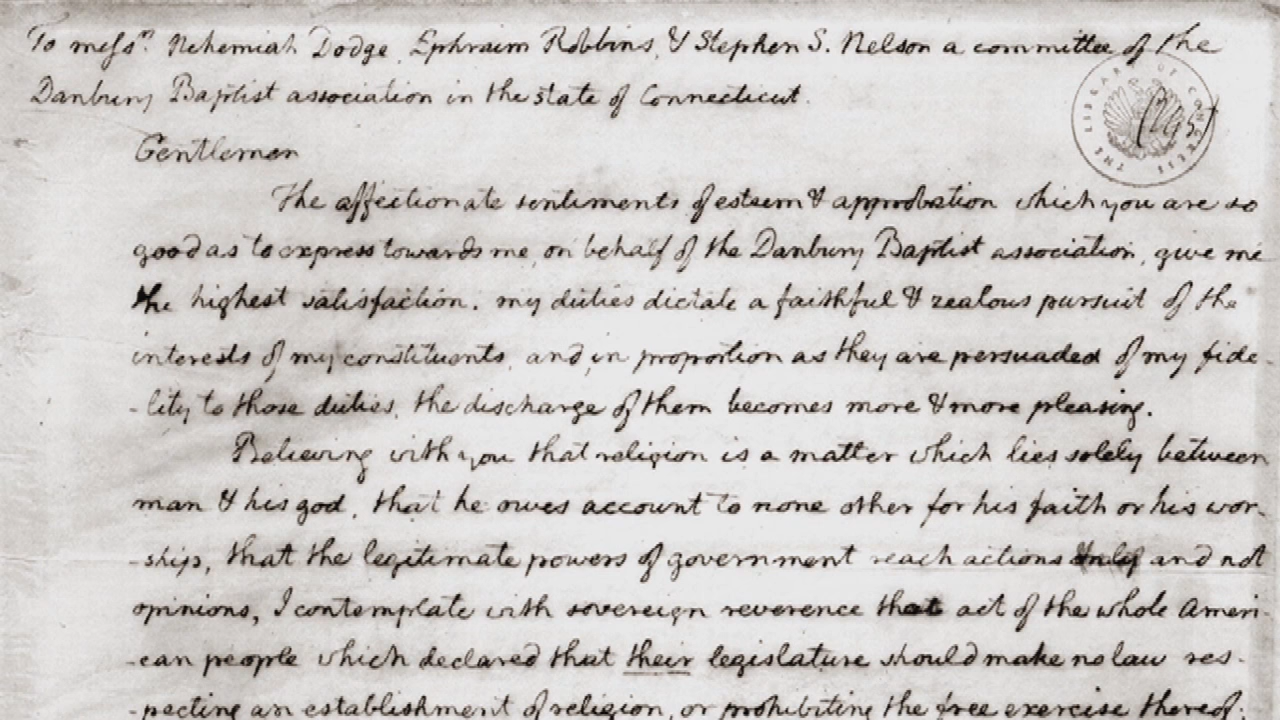 To messrs. Nehemiah Dodge, Ephraim Robbins, & Stephen S. Nelson a committee of the
Danbury Baptist association in the state of Connecticut.
THE LIBRARY OF CONGRESS
Gentlemen
The affectionate sentiments of esteem & approbation which you are so
good as to express towards me, on behalf of the Danbury Baptist association, give me
the highest satisfaction. my duties dictate a faithful & zealous pursuit of the
interests of my constituents, and, in proportion as they are persuaded of my fide-
-lity to those duties, the discharge of them becomes more & more pleasing.
Believing with you that religion is a matter which lies solely between
man & his god, that he owes account to none other for his faith or his wor-
-ship, that the legitimate powers of government reach actions only and not
opinions, I contemplate with sovereign reverence that act of the whole Ameri-
-can people which declared that their legislature should make no law res-
-pecting an establishment of religion, or prohibiting the free exercise thereof.